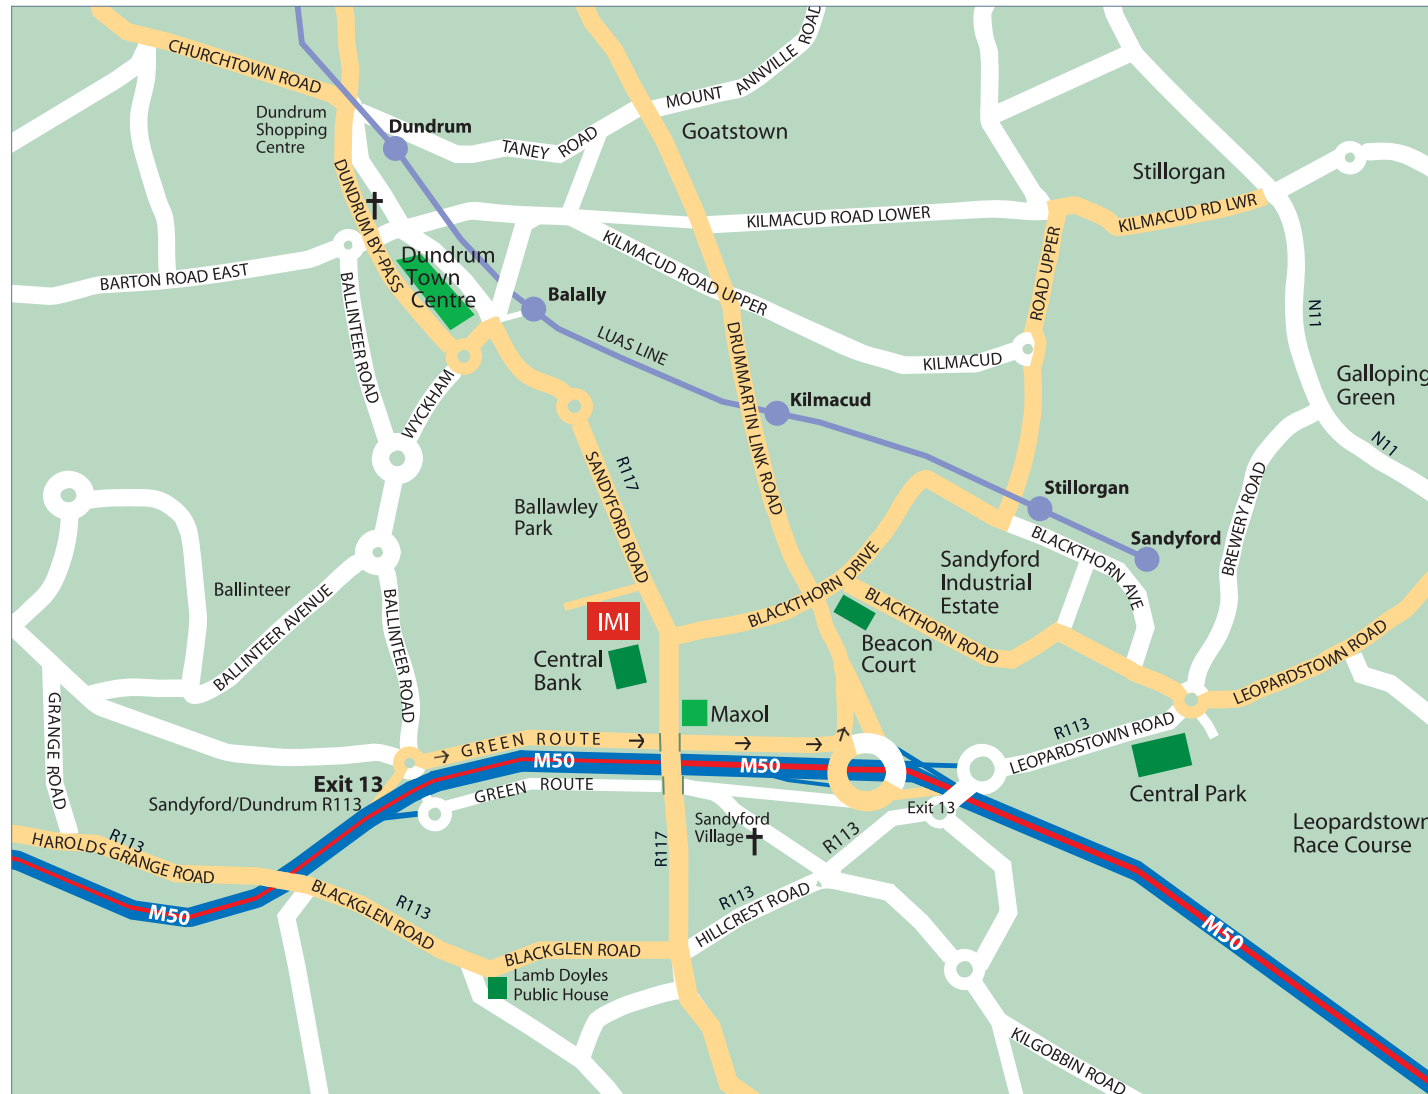 CHURCHTOWN ROAD
MOUNT ANNVILLE ROAD
Dundrum
Shopping
Centre
Dundrum
TANEY ROAD
Goatstown
Stillorgan
DUNDRUM BY-PASS
KILMACUD ROAD LOWER
KILMACUD RD LWR
BARTON ROAD EAST
Dundrum
Town
Centre
KILMACUD ROAD UPPER
ROAD UPPER
KILMACUD
N11
BALLINTEER ROAD
Balally
LUAS LINE
DRUMMARTIN LINK ROAD
Galloping
Green
N11
WYCKHAM
Kilmacud
SANDYFORD ROAD
R117
Ballawley
Park
Stillorgan
Sandyford
BREWERY ROAD
BLACKTHORN AVE
BLACKTHORN DRIVE
Sandyford
Industrial
Estate
Ballinteer
BALLINTEER AVENUE
BALLINTEER ROAD
IMI
Central
Bank
BLACKTHORN ROAD
Beacon
Court
LEOPARDSTOWN ROAD
GRANGE ROAD
Maxol
R113
LEOPARDSTOWN ROAD
GREEN ROUTE
M50
M50
Exit 13
Sandyford/Dundrum R113
GREEN ROUTE
Central Park
Exit 13
Sandyford
Village
R113
R117
Leopardstown
Race Course
R113
HAROLDS GRANGE ROAD
M50
R113
BLACKGLEN ROAD
R113
HILLCREST ROAD
BLACKGLEN ROAD
M50
Lamb Doyles
Public House
KILGOBBIN ROAD